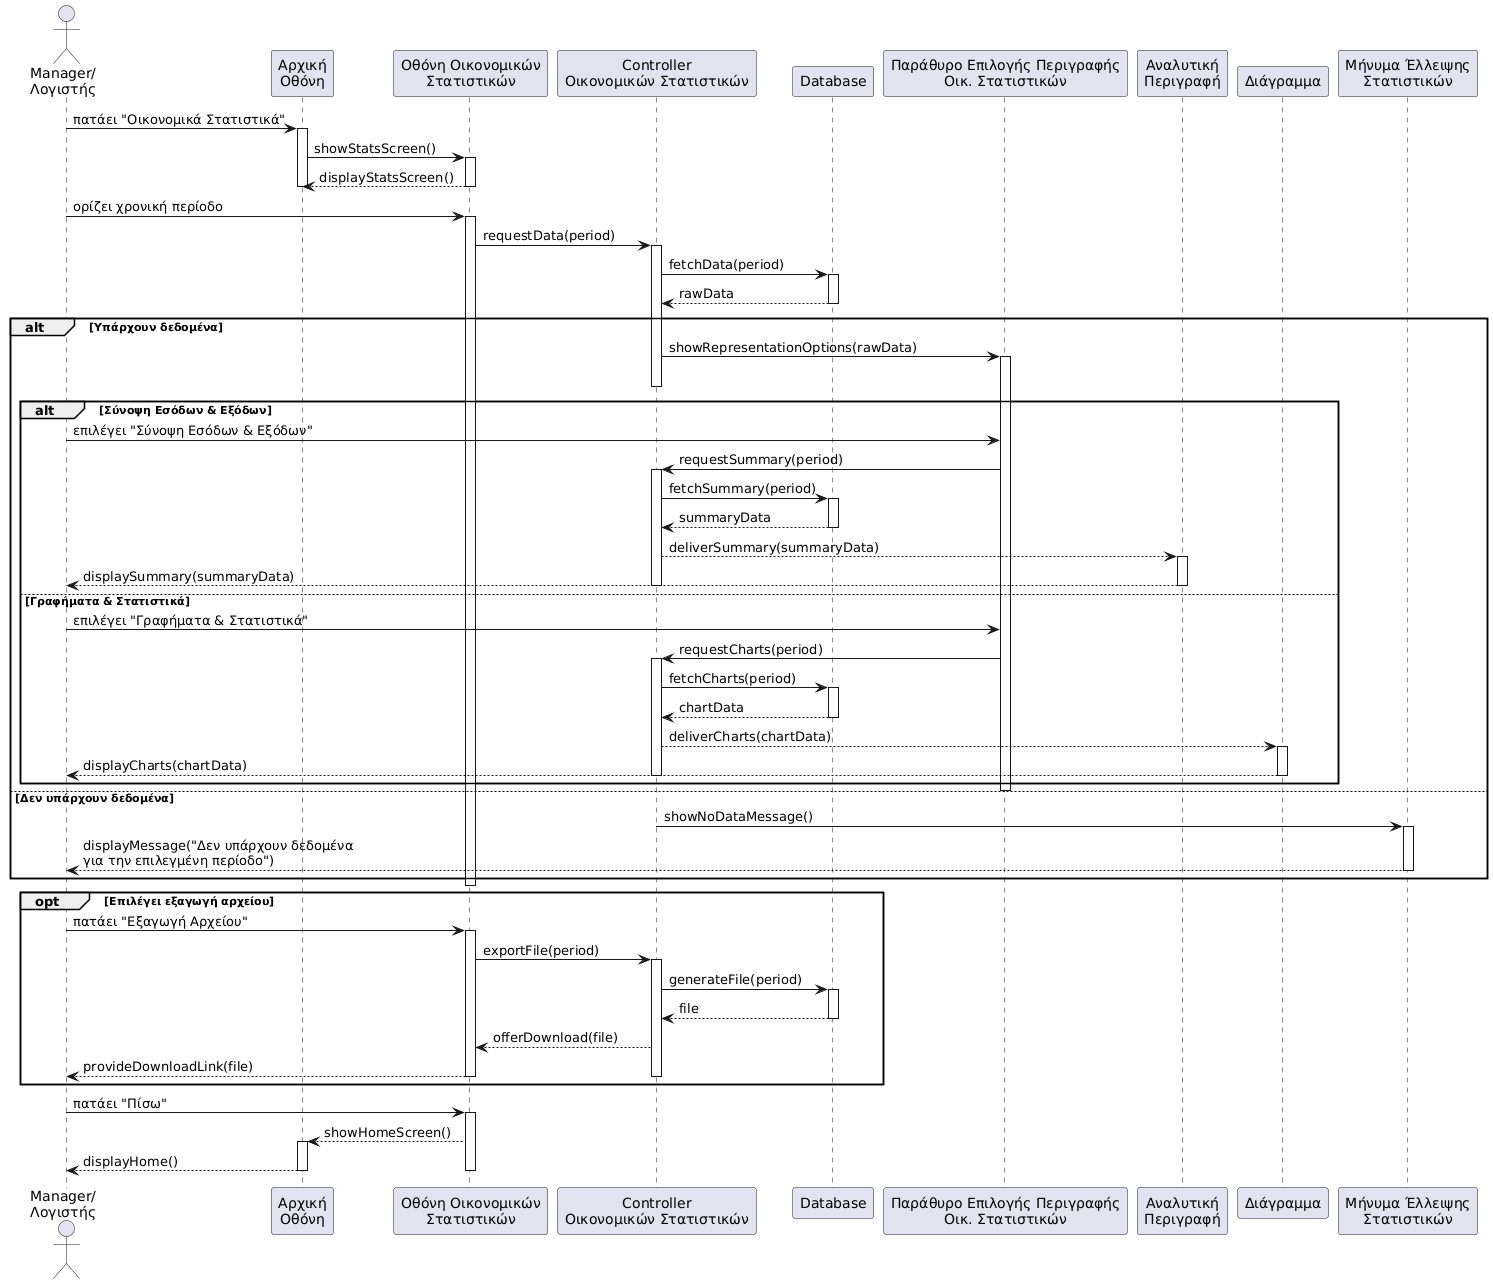 Manager/
Λογιστής
Αρχική
Οθόνη
Οθόνη Οικονομικών
Στατιστικών
Controller
Οικονομικών Στατιστικών
Database
Παράθυρο Επιλογής Περιγραφής
Οικ. Στατιστικών
Αναλυτική
Περιγραφή
Διάγραμμα
Μήνυμα Έλλειψης
Στατιστικών
πατάει "Οικονομικά Στατιστικά"
showStatsScreen()
displayStatsScreen()
ορίζει χρονική περίοδο
requestData(period)
fetchData(period)
rawData
alt [Υπάρχουν δεδομένα]
showRepresentationOptions(rawData)
alt [Σύνοψη Εσόδων & Εξόδων]
επιλέγει "Σύνοψη Εσόδων & Εξόδων"
requestSummary(period)
fetchSummary(period)
summaryData
deliverSummary(summaryData)
displaySummary(summaryData)
[Γραφήματα & Στατιστικά]
επιλέγει "Γραφήματα & Στατιστικά"
requestCharts(period)
fetchCharts(period)
chartData
deliverCharts(chartData)
displayCharts(chartData)
[Δεν υπάρχουν δεδομένα]
showNoDataMessage()
displayMessage("Δεν υπάρχουν δεδομένα
για την επιλεγμένη περίοδο")
opt [Επιλέγει εξαγωγή αρχείου]
πατάει "Εξαγωγή Αρχείου"
exportFile(period)
generateFile(period)
file
offerDownload(file)
provideDownloadLink(file)
πατάει "Πίσω"
showHomeScreen()
displayHome()
Manager/
Λογιστής
Αρχική
Οθόνη
Οθόνη Οικονομικών
Στατιστικών
Controller
Οικονομικών Στατιστικών
Database
Παράθυρο Επιλογής Περιγραφής
Οικ. Στατιστικών
Αναλυτική
Περιγραφή
Διάγραμμα
Μήνυμα Έλλειψης
Στατιστικών